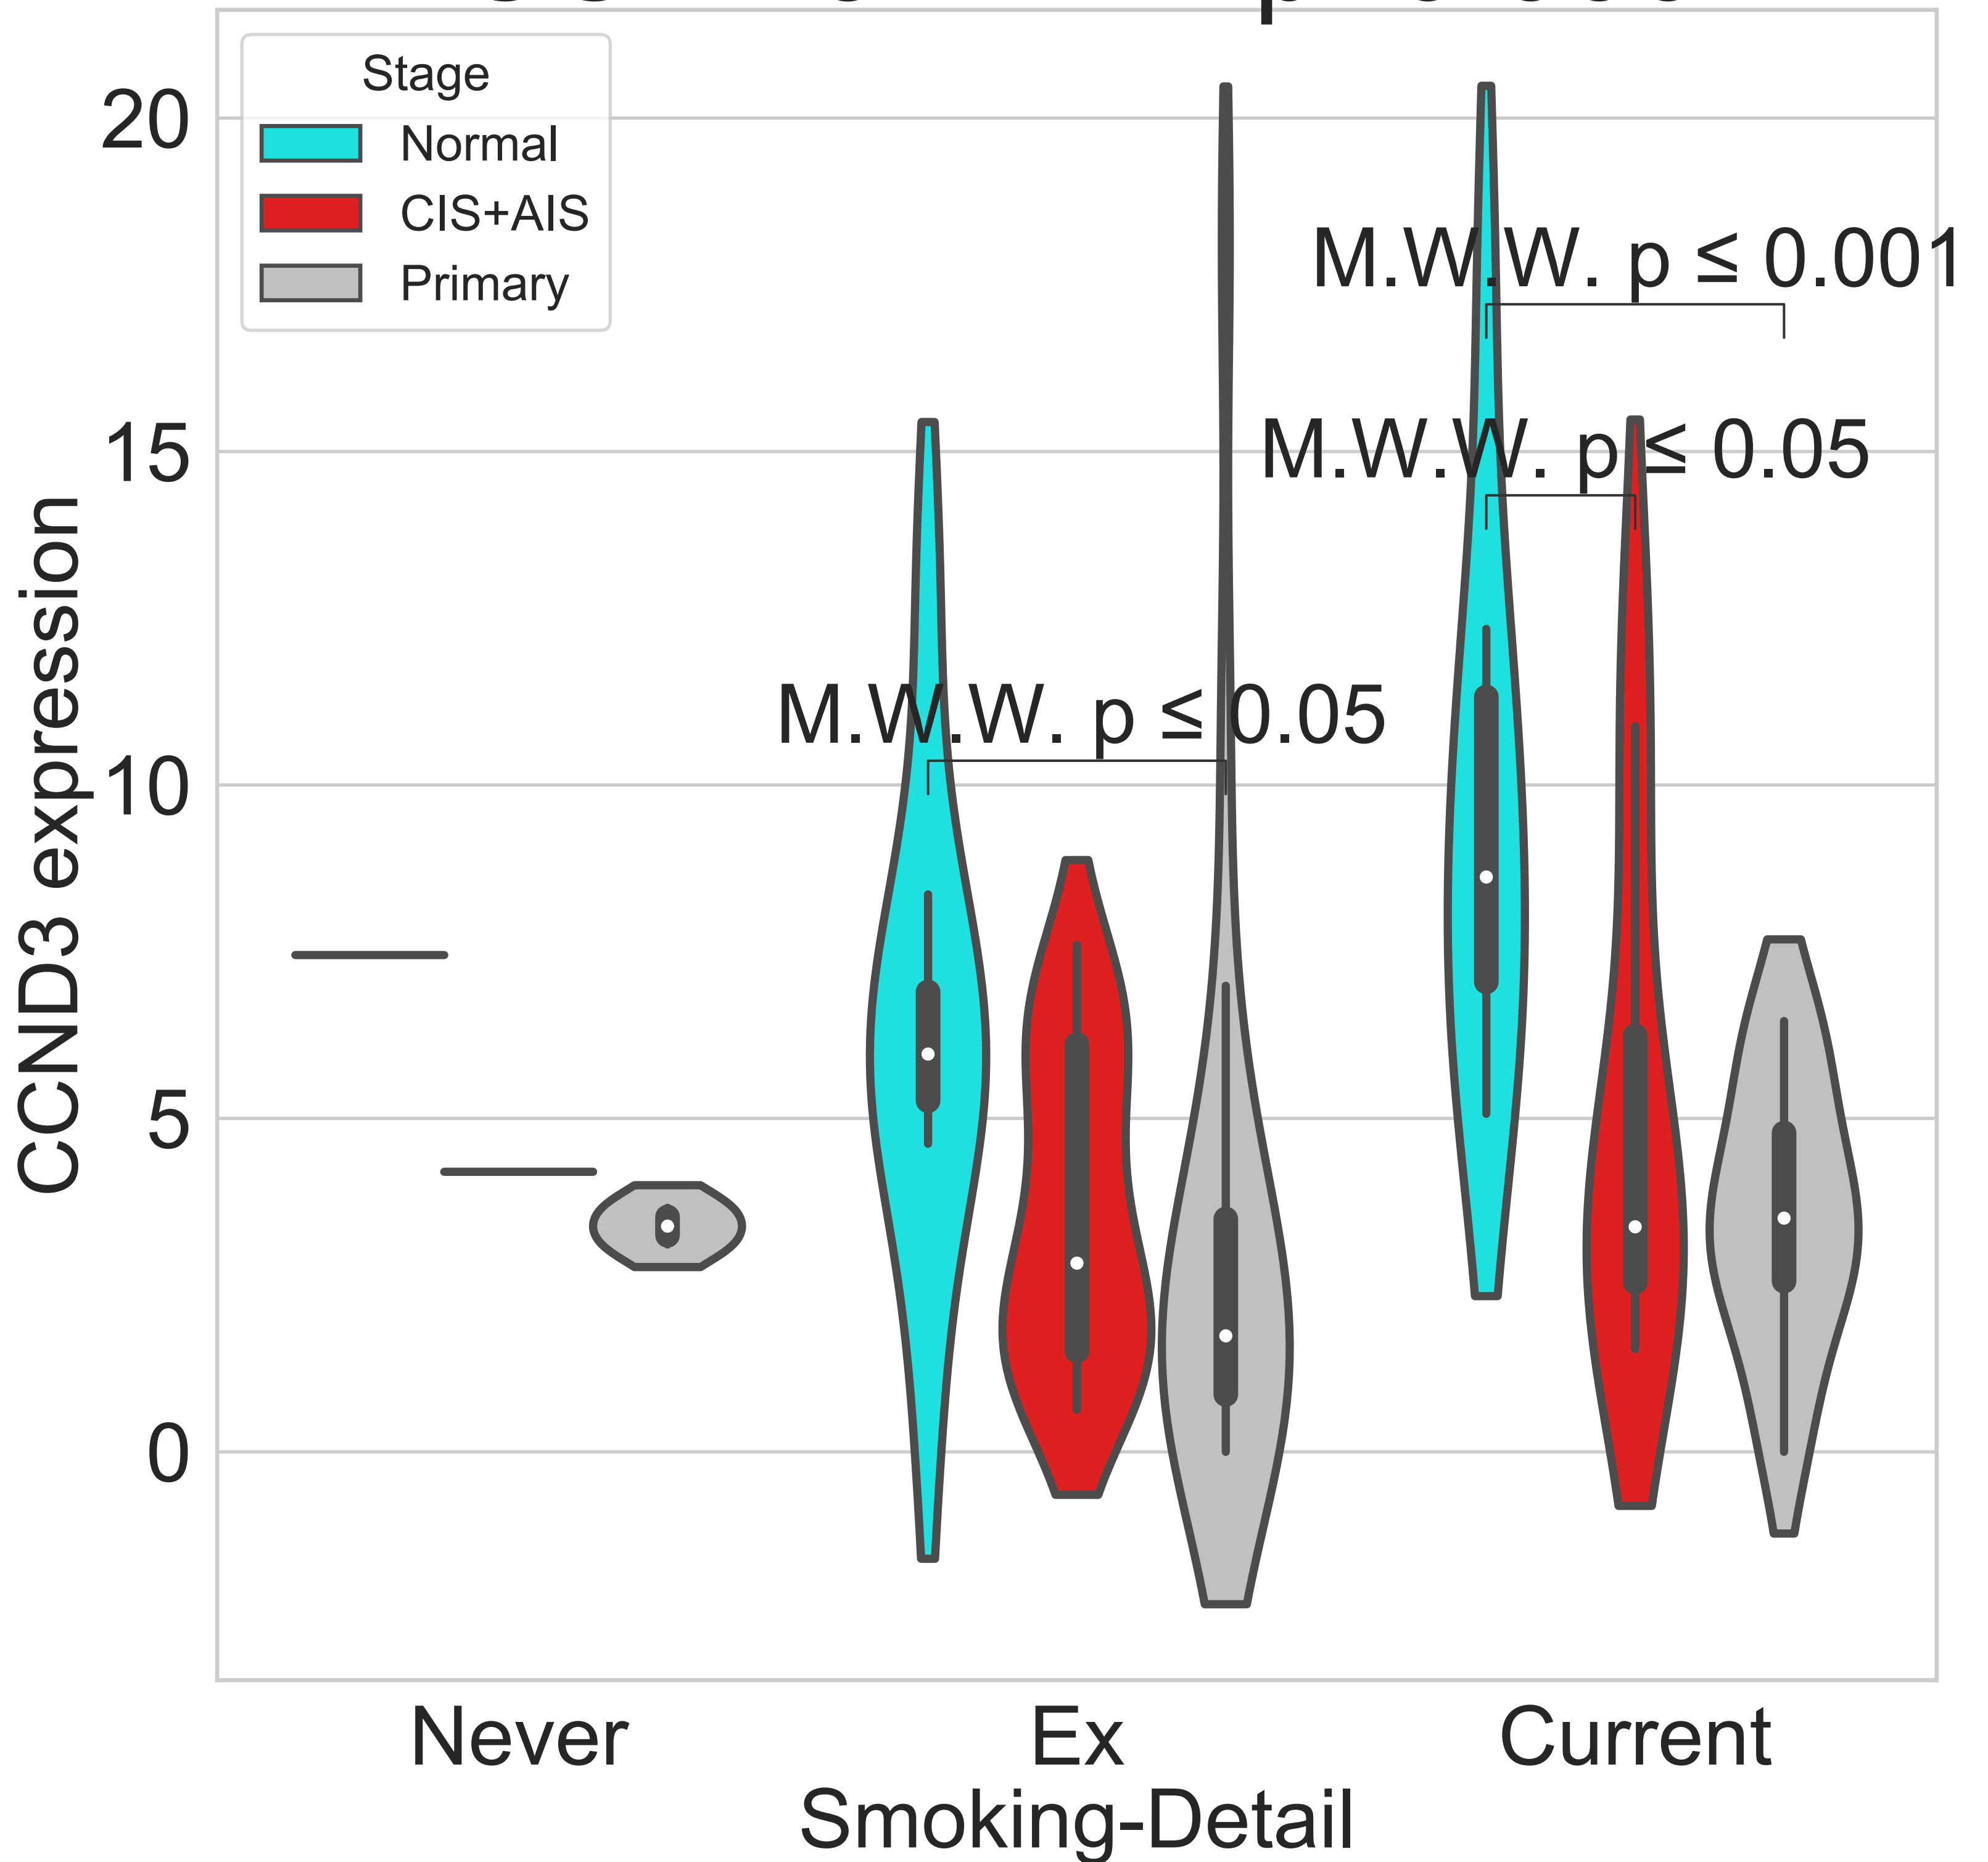 Stage
Normal
CIS+AIS
Primary
20
15
10
5
0
CCND3 expression
M.W.W. p ≤ 0.001
M.W.W. p ≤ 0.05
M.W.W. p ≤ 0.05
Never
Ex
Current
Smoking-Detail